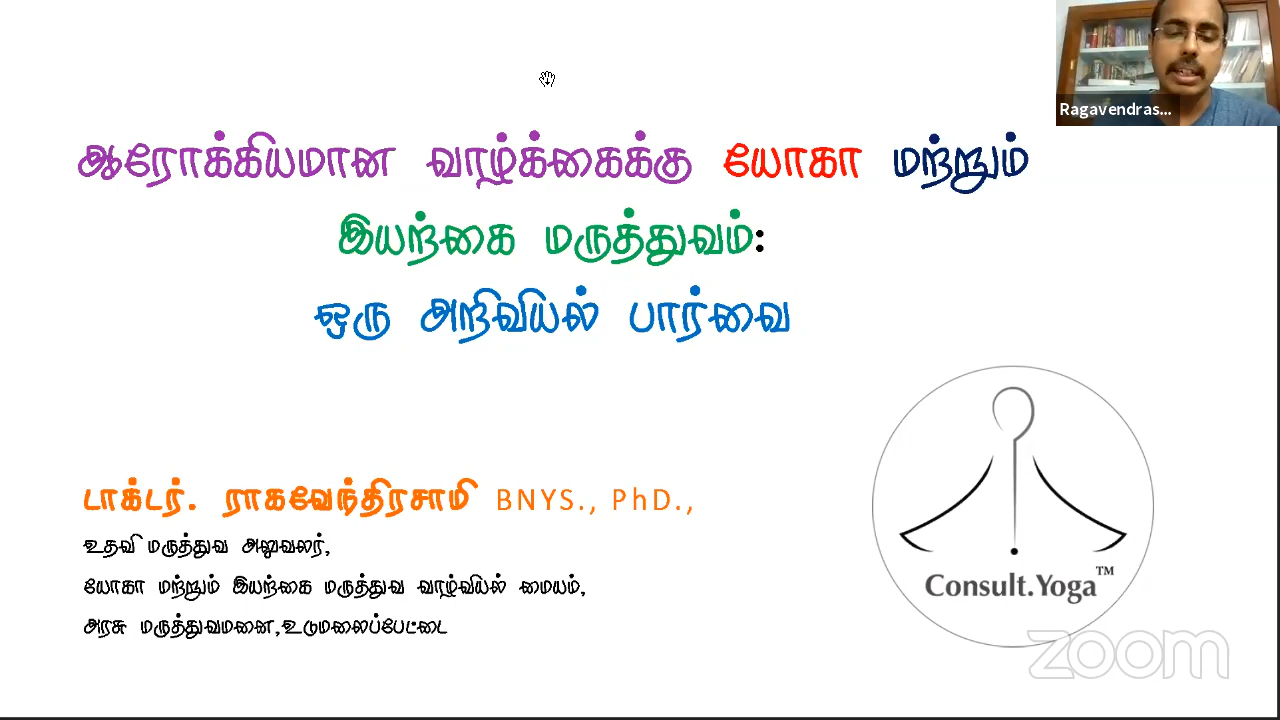 Ragavendras...
ஆரோக்கியமான வாழ்க்கைக்கு யோகா மற்றும்
இயற்கை மருத்துவம்:
ஒரு அறிவியல் பார்வை
டாக்டர். ராகவேந்திரசாமி BNYS., PhD.,
உதவி மருத்துவ அலுவலர்,
யோகா மற்றும் இயற்கை மருத்துவ வாழ்வியல் மையம்,
அரசு மருத்துவமனை,உடுமலைப்பேட்டை
Consult.Yoga™
zoom